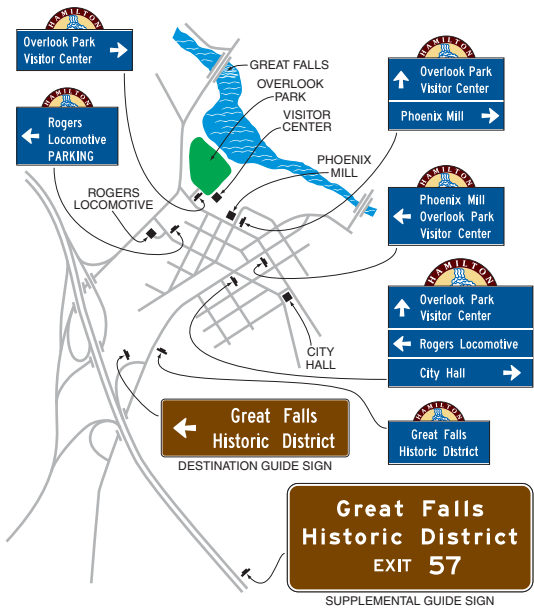 HAMILTON
Overlook Park
Visitor Center
HAMILTON
Rogers
Locomotive
PARKING
GREAT FALLS
OVERLOOK
PARK
VISITOR
CENTER
PHOENIX
MILL
ROGERS
LOCOMOTIVE
CITY
HALL
HAMILTON
Overlook Park
Visitor Center
Phoenix Mill
HAMILTON
Phoenix Mill
Overlook Park
Visitor Center
HAMILTON
Overlook Park
Visitor Center
Rogers Locomotive
City Hall
HAMILTON
Great Falls
Historic District
Great Falls
Historic District
DESTINATION GUIDE SIGN
Great Falls
Historic District
EXIT 57
SUPPLEMENTAL GUIDE SIGN